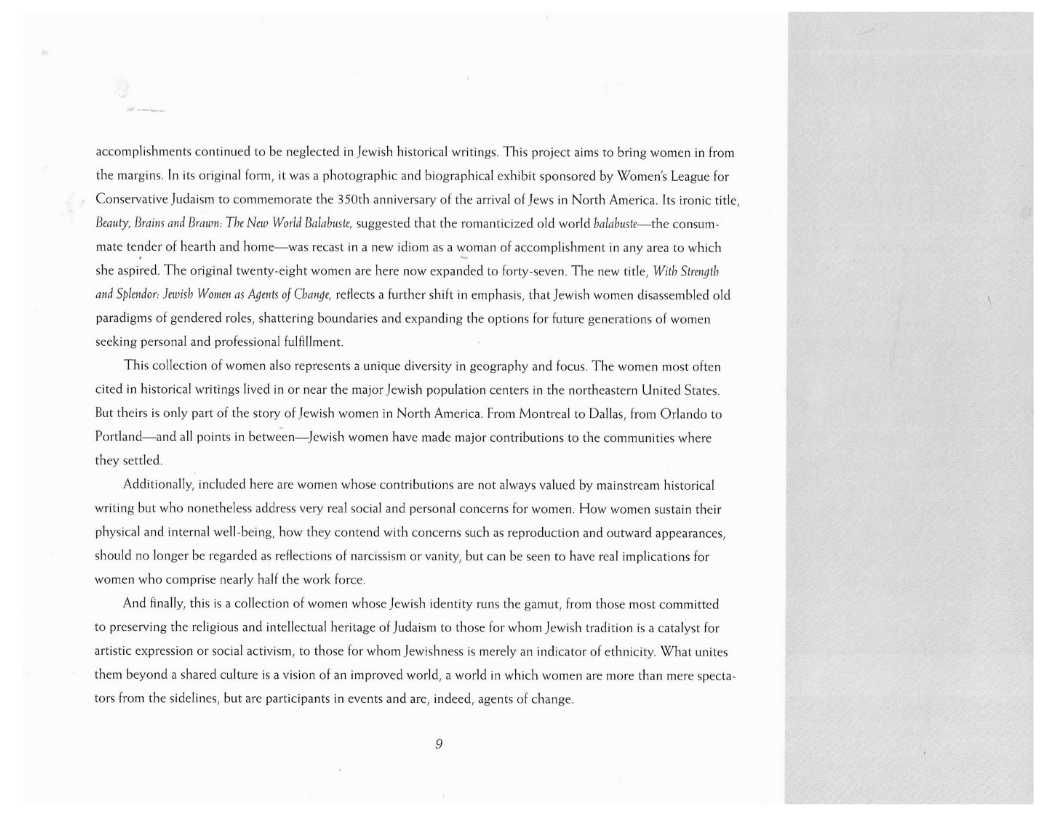 accomplishments continued to be neglected in Jewish historical writings. This project aims to bring women in from
the margins. In its original form, it was a photographic and biographical exhibit sponsored by Women's League for
Conservative Judaism to commemorate the 350th anniversary of the arrival of Jews in North America. Its ironic title,
Beauty, Brains and Brawn: The New World Balabuste, suggested that the romanticized old world balabuste—the consum-
mate tender of hearth and home—was recast in a new idiom as a woman of accomplishment in any area to which
she aspired. The original twenty-eight women are here now expanded to forty-seven. The new title, With Strength
and Splendor: Jewish Women as Agents of Change, reflects a further shift in emphasis, that Jewish women disassembled old
paradigms of gendered roles, shattering boundaries and expanding the options for future generations of women
seeking personal and professional fulfillment.
This collection of women also represents a unique diversity in geography and focus. The women most often
cited in historical writings lived in or near the major Jewish population centers in the northeastern United States.
But theirs is only part of the story of Jewish women in North America. From Montreal to Dallas, from Orlando to
Portland—and all points in between—Jewish women have made major contributions to the communities where
they settled.
Additionally, included here are women whose contributions are not always valued by mainstream historical
writing but who nonetheless address very real social and personal concerns for women. How women sustain their
physical and internal well-being, how they contend with concerns such as reproduction and outward appearances,
should no longer be regarded as reflections of narcissism or vanity, but can be seen to have real implications for
women who comprise nearly half the work force.
And finally, this is a collection of women whose Jewish identity runs the gamut, from those most committed
to preserving the religious and intellectual heritage of Judaism to those for whom Jewish tradition is a catalyst for
artistic expression or social activism, to those for whom Jewishness is merely an indicator of ethnicity. What unites
them beyond a shared culture is a vision of an improved world, a world in which women are more than mere specta-
tors from the sidelines, but are participants in events and are, indeed, agents of change.
9